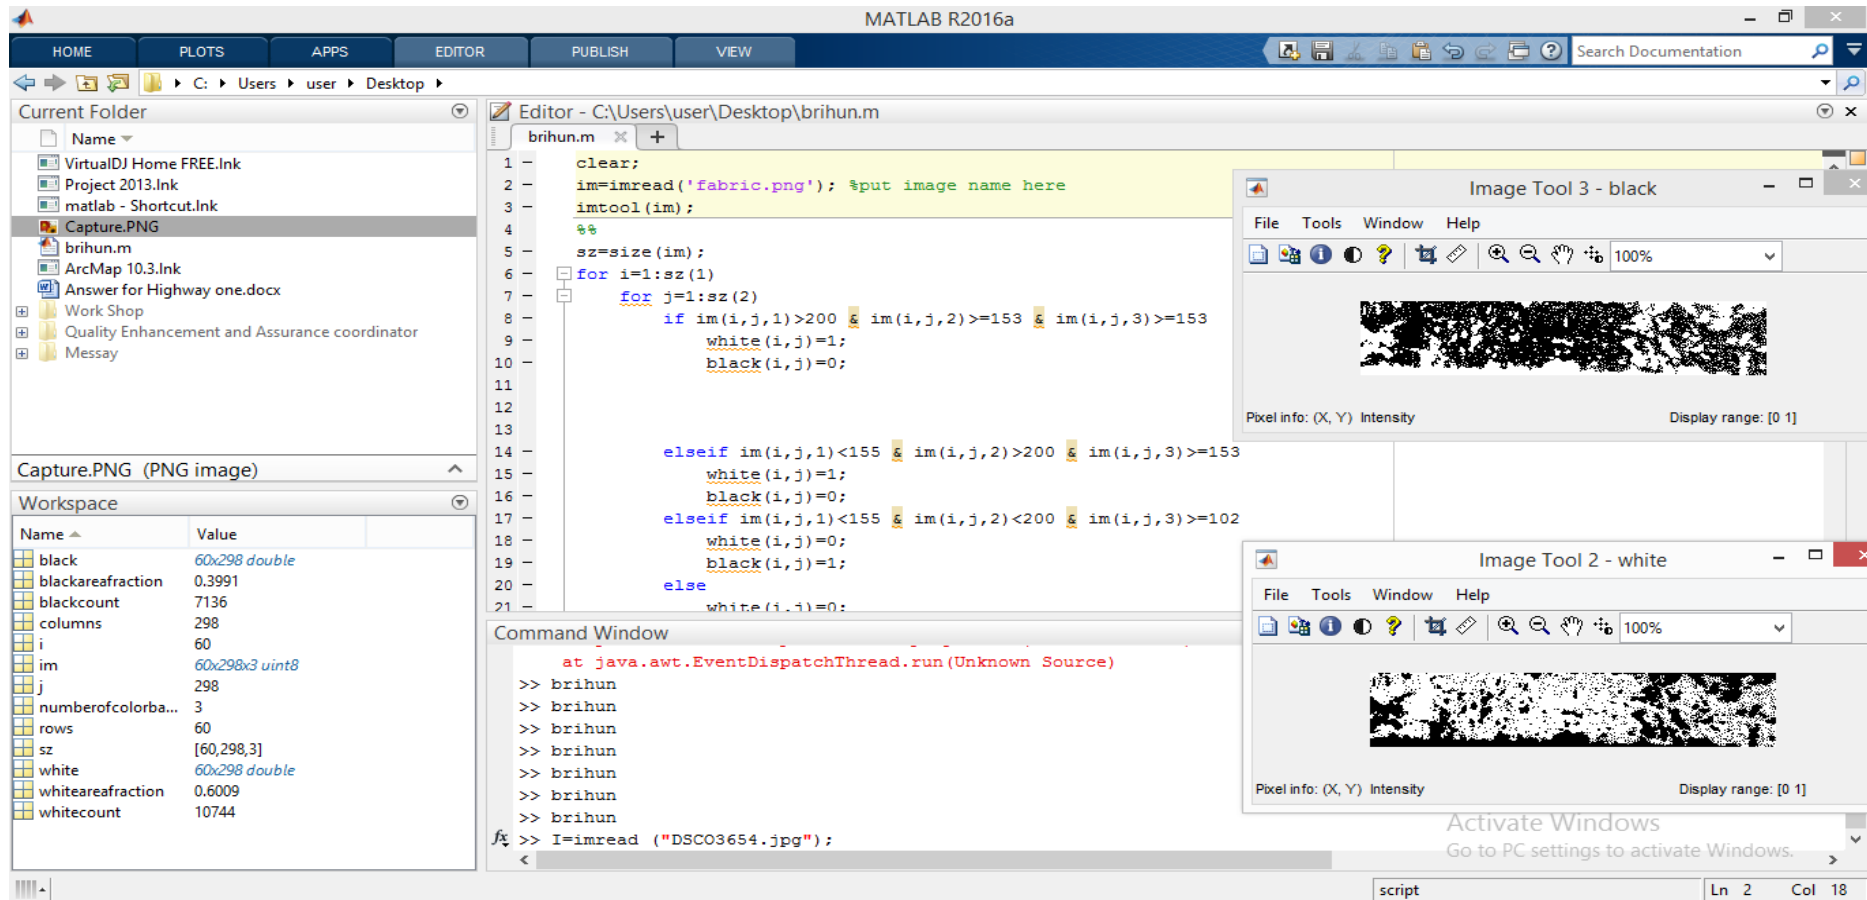 MATLAB R2016a
HOME PLOTS APPS EDITOR PUBLISH VIEW Search Documentation
C: Users user Desktop
Current Folder
Name
VirtualDJ Home FREE.lnk
Project 2013.lnk
matlab - Shortcut.lnk
Capture.PNG
brihun.m
ArcMap 10.3.lnk
Answer for Highway one.docx
Work Shop
Quality Enhancement and Assurance coordinator
Messay
Capture.PNG (PNG image)
Workspace
Name Value
black 60x298 double
blackareafraction 0.3991
blackcount 7136
columns 298
i 60
im 60x298x3 uint8
j 298
numberofcolorba... 3
rows 60
sz [60,298,3]
white 60x298 double
whiteareafraction 0.6009
whitecount 10744
Editor - C:\Users\user\Desktop\brihun.m
brihun.m
1 clear;
2 im=imread('fabric.png'); %put image name here
3 imtool(im);
4 %%
5 sz=size(im);
6 for i=1:sz(1)
7 for j=1:sz(2)
8 if im(i,j,1)>200 & im(i,j,2)>=153 & im(i,j,3)>=153
9 white(i,j)=1;
10 black(i,j)=0;
11
12
13
14 elseif im(i,j,1)<155 & im(i,j,2)>200 & im(i,j,3)>=153
15 white(i,j)=1;
16 black(i,j)=0;
17 elseif im(i,j,1)<155 & im(i,j,2)<200 & im(i,j,3)>=102
18 white(i,j)=0;
19 black(i,j)=1;
20 else
21 white(i,j)=0;
Command Window
at java.awt.EventDispatchThread.run(Unknown Source)
>> brihun
>> brihun
>> brihun
>> brihun
>> brihun
>> brihun
>> brihun
fx >> I=imread ("DSCO3654.jpg");
Image Tool 3 - black
File Tools Window Help
100%
Pixel info: (X, Y) Intensity Display range: [0 1]
Image Tool 2 - white
File Tools Window Help
100%
Pixel info: (X, Y) Intensity Display range: [0 1]
Activate Windows
Go to PC settings to activate Windows.
script Ln 2 Col 18